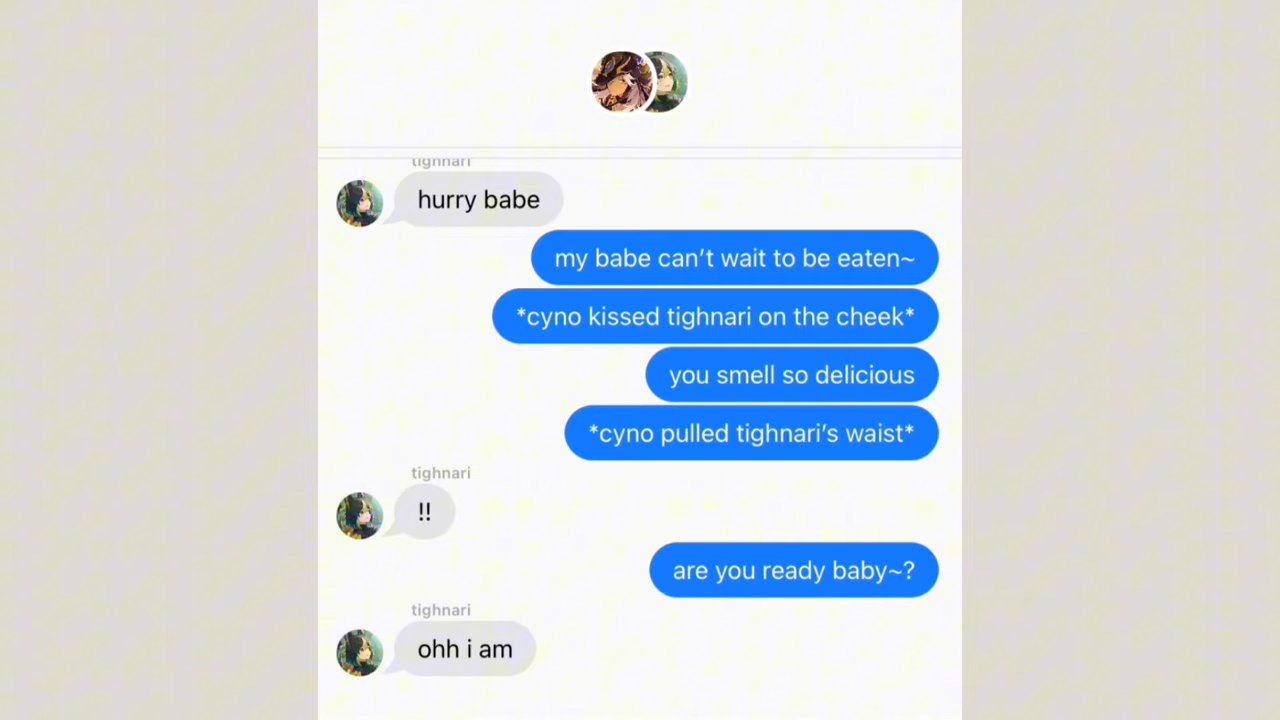 tighnari
hurry babe
my babe can't wait to be eaten~
*cyno kissed tighnari on the cheek*
you smell so delicious
*cyno pulled tighnari's waist*
tighnari
!!
are you ready baby~?
tighnari
ohh i am